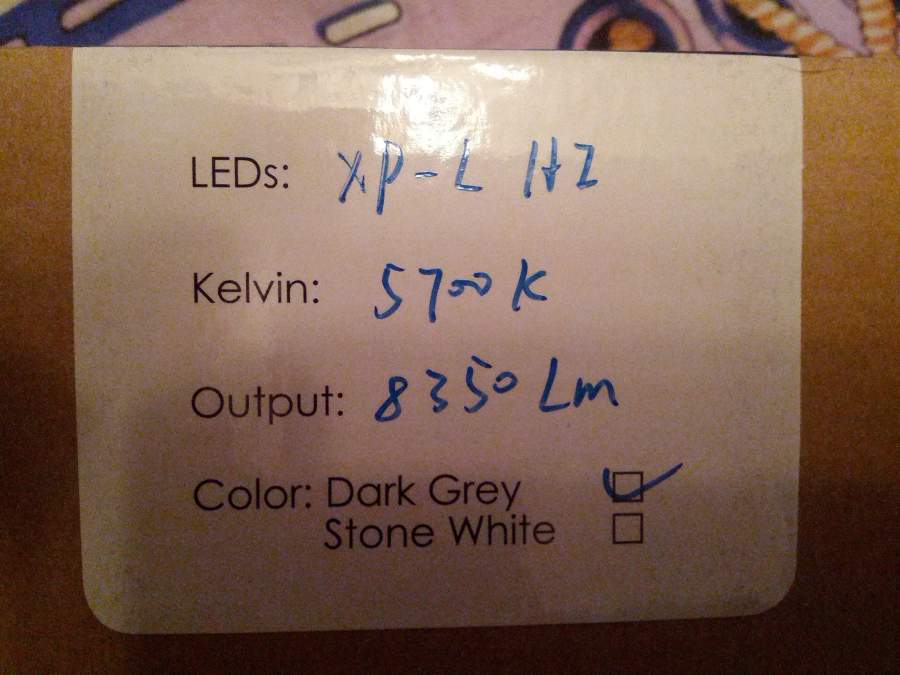 LEDs: XP-L HI
Kelvin: 5700K
Output: 8350 Lm
Color: Dark Grey
Stone White